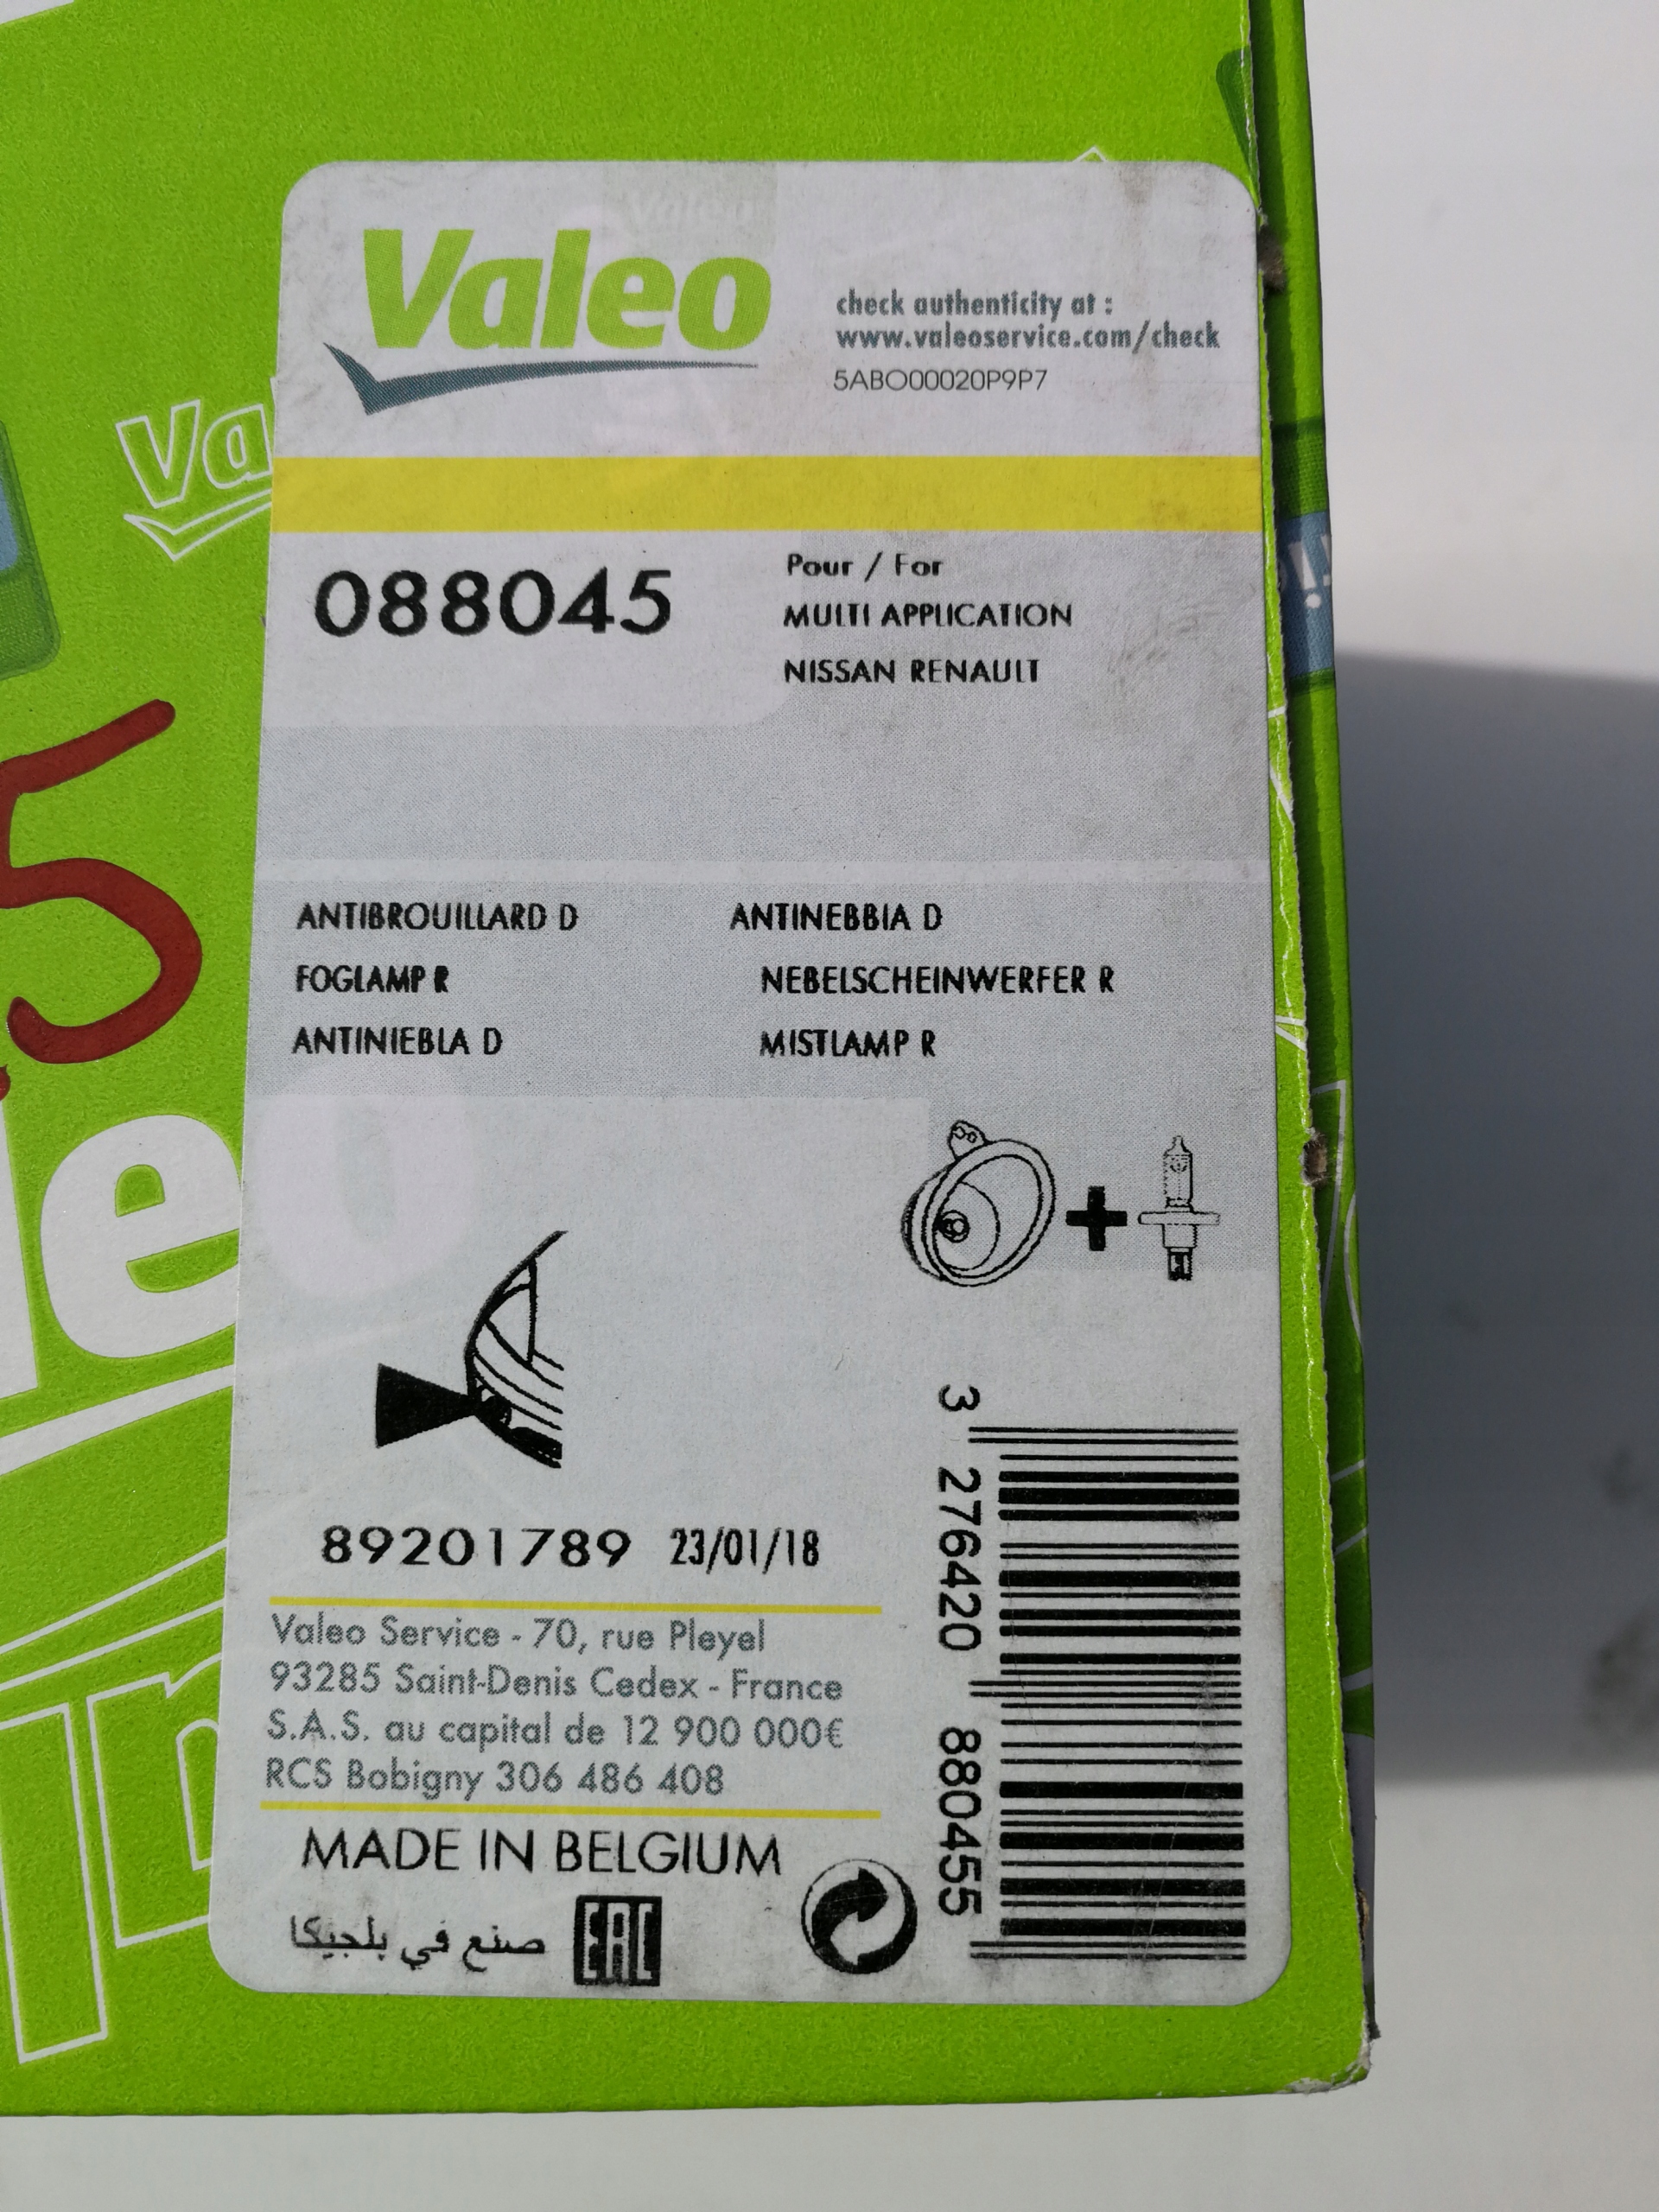 Valeo
check authenticity at :
www.valeoservice.com/check
5ABO00020P9P7
Va
088045
Pour / For
MULTI APPLICATION
NISSAN RENAULT
5
ANTIBROUILLARD D
ANTINEBBIA D
FOGLAMP R
NEBELSCHEINWERFER R
ANTINIEBLA D
MISTLAMP R
leo
89201789 23/01/18
3 276420 880455
Valeo Service - 70, rue Pleyel
93285 Saint-Denis Cedex - France
S.A.S. au capital de 12 900 000€
RCS Bobigny 306 486 408
MADE IN BELGIUM
صنع في بلجيكا
EAC